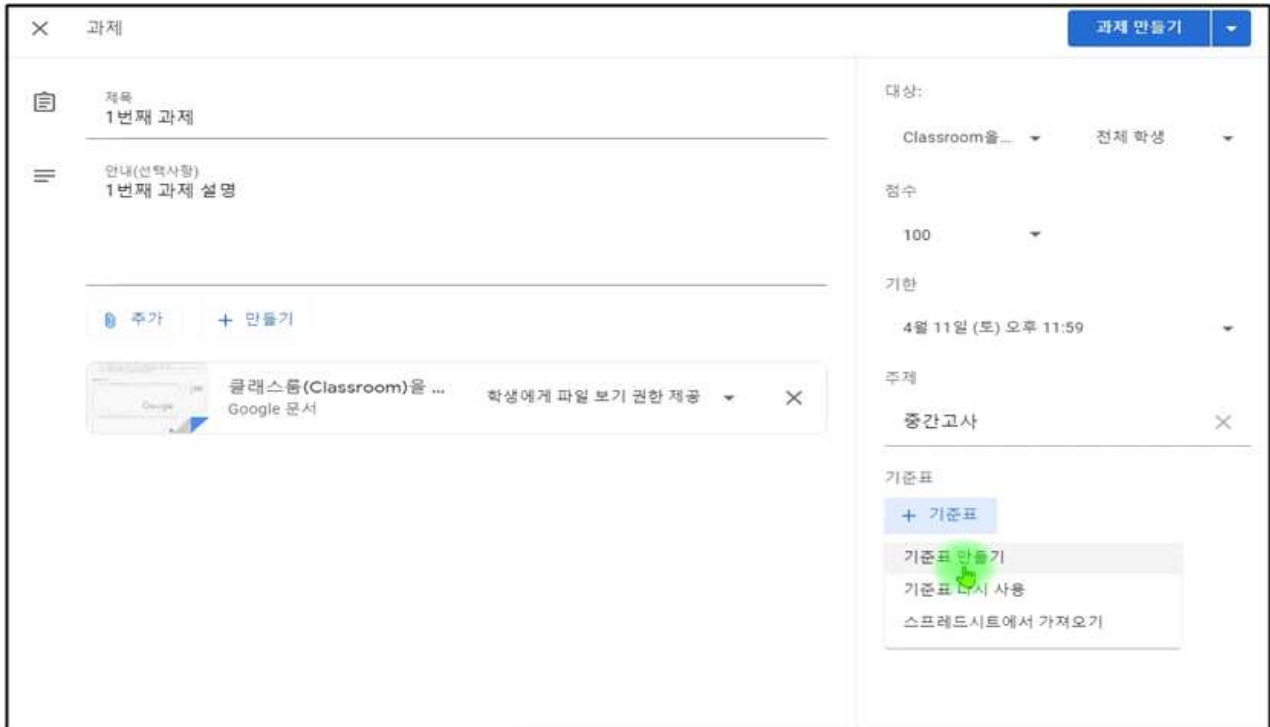 과제
과제 만들기
제목
1번째 과제
안내(선택사항)
1번째 과제 설명
주가
+ 만들기
클래스룸(Classroom)을 ...
Google 문서
학생에게 파일 보기 권한 제공
대상:
Classroom을... 전체 학생
점수
100
기한
4월 11일 (토) 오후 11:59
주제
중간고사
기준표
+ 기준표
기준표 만들기
기준표 다시 사용
스프레드시트에서 가져오기